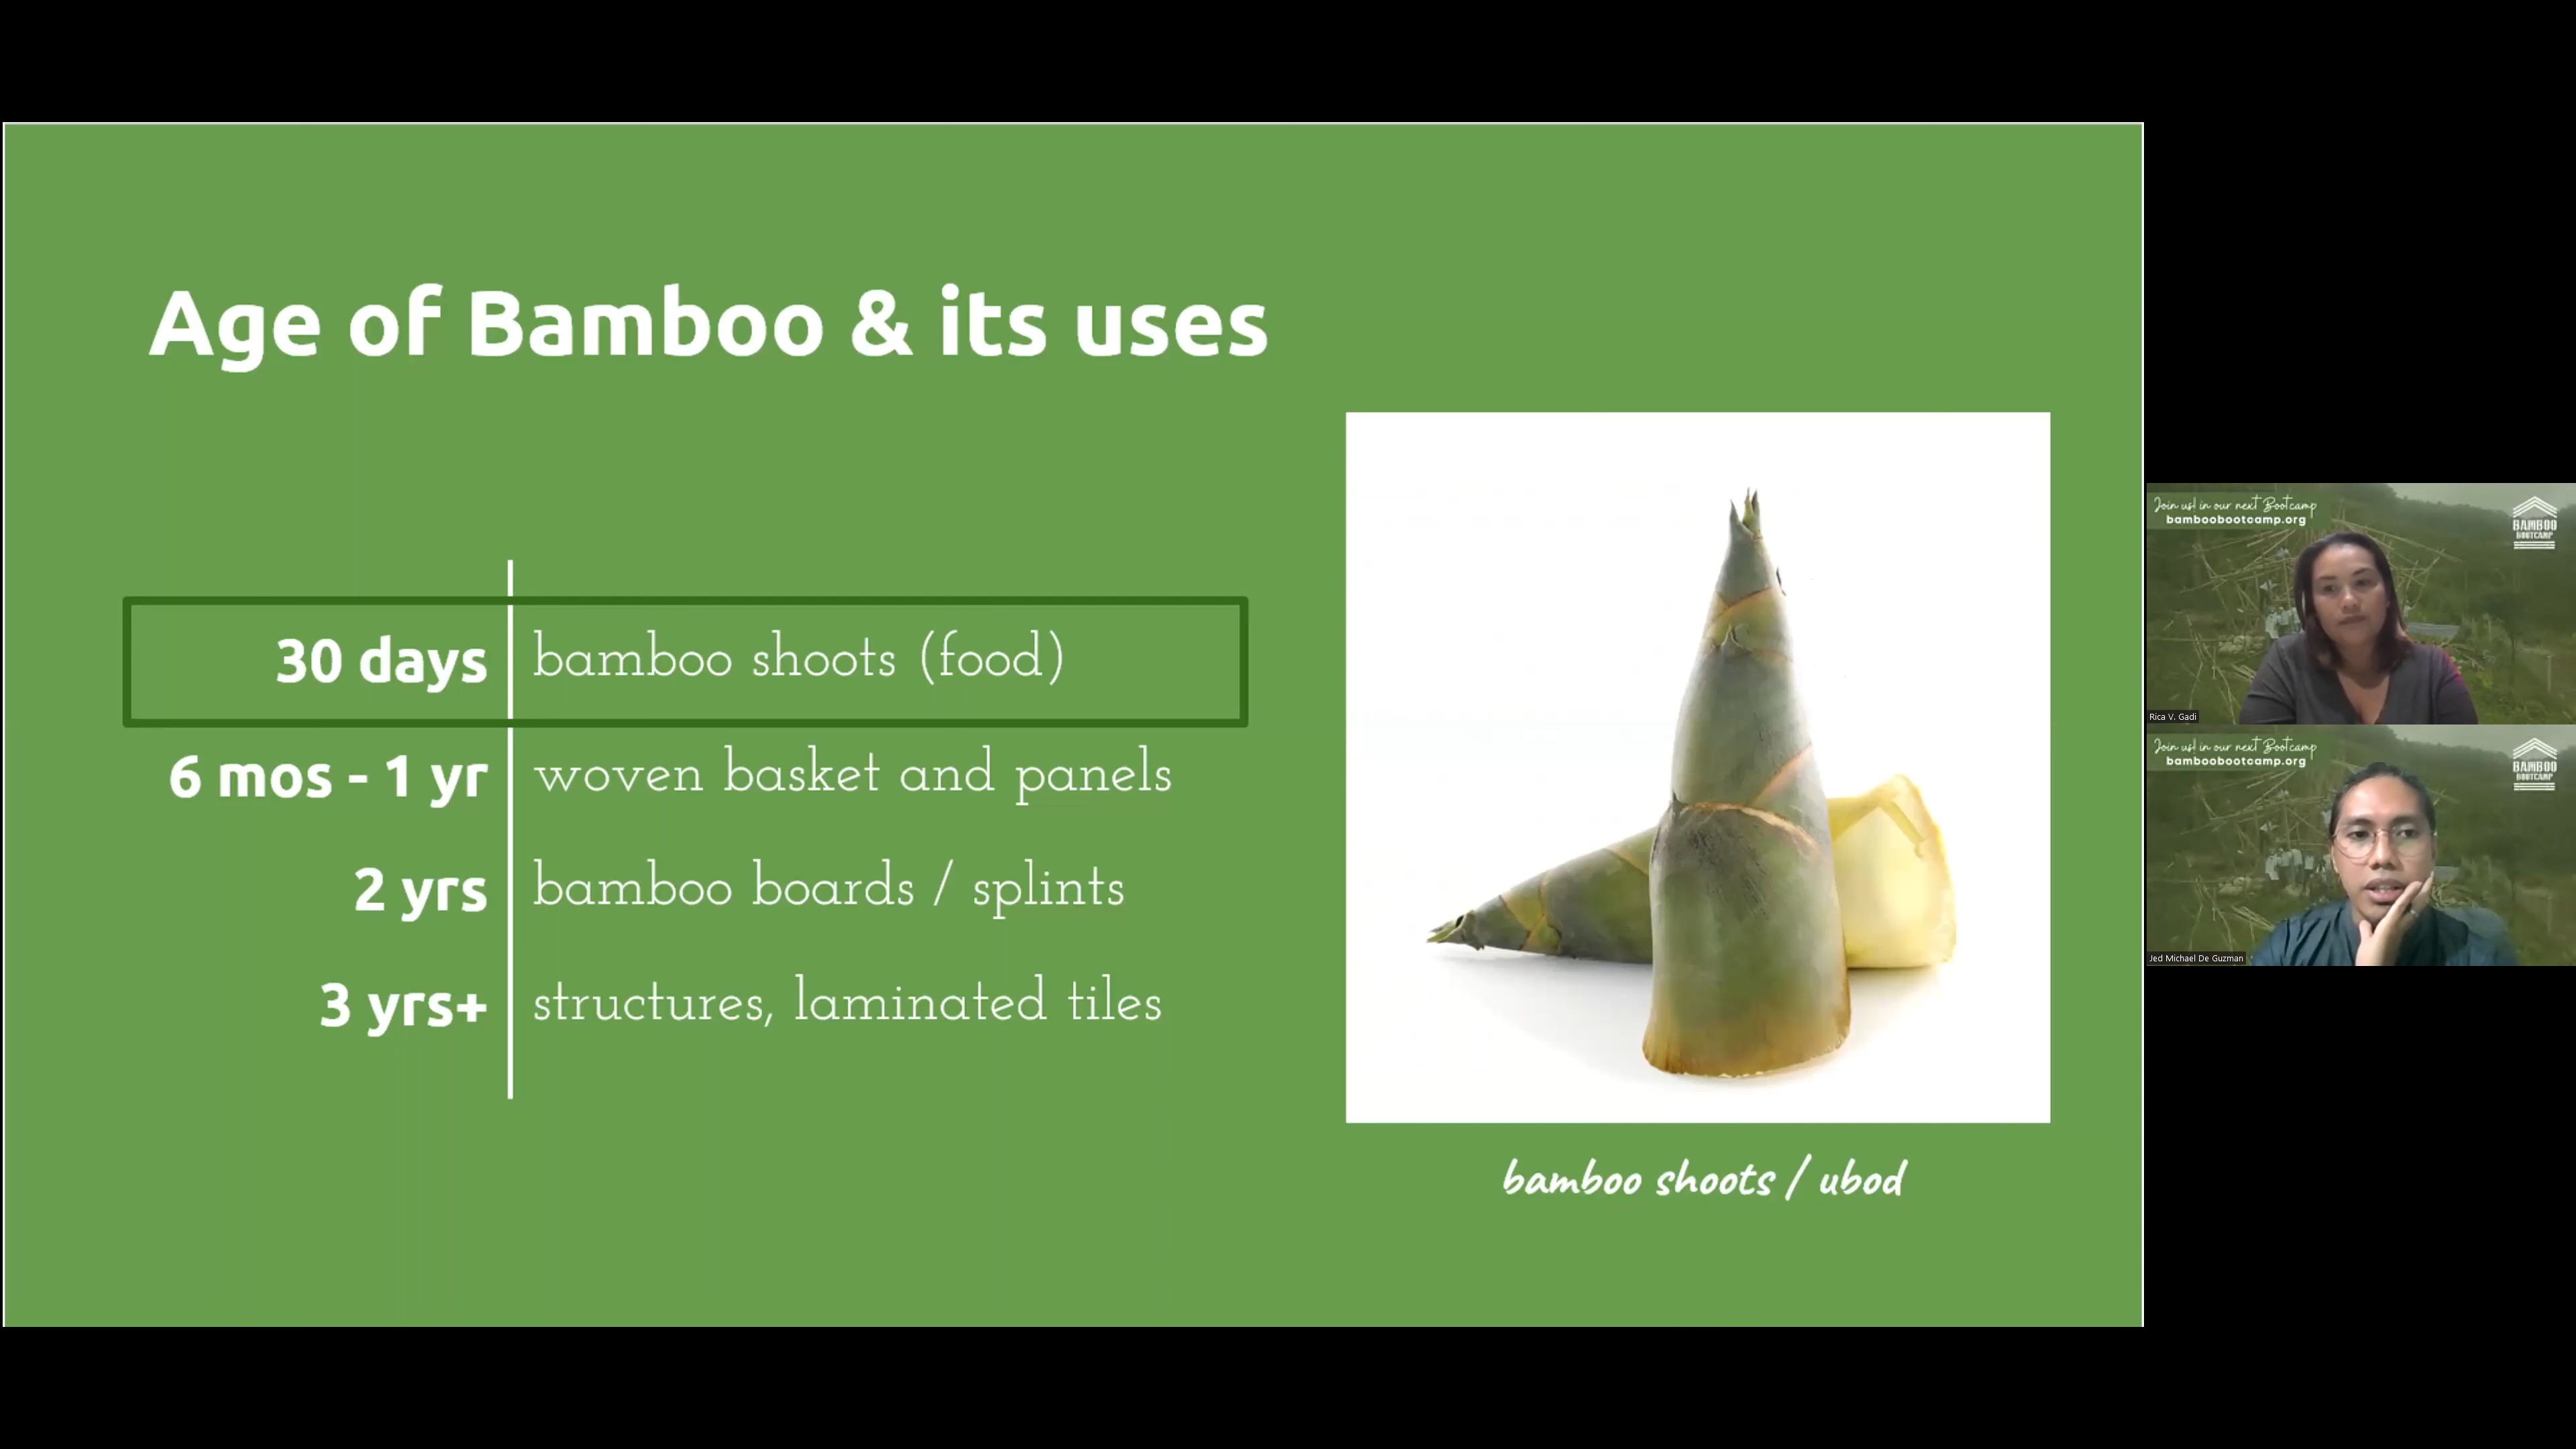 Age of Bamboo & its uses
30 days bamboo shoots (food)
6 mos - 1 yr woven basket and panels
2 yrs bamboo boards / splints
3 yrs+ structures, laminated tiles
bamboo shoots / ubod
Join us! in our next Bootcamp
bamboobootcamp.org
BAMBOO
BOOTCAMP
Rica V. Gadi
Join us! in our next Bootcamp
bamboobootcamp.org
BAMBOO
BOOTCAMP
Jed Michael De Guzman